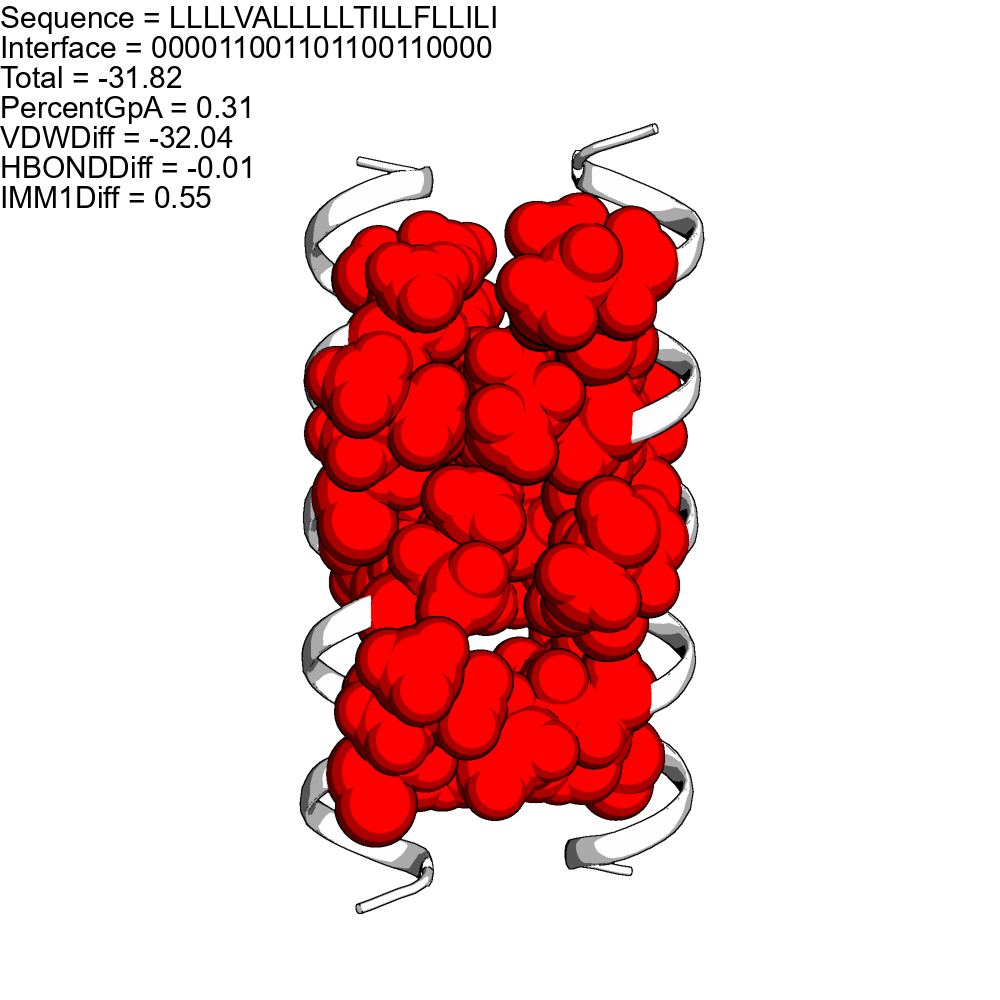 Sequence = LLLLVALLLLLTILLFLLILI
Interface = 000011001101100110000
Total = -31.82
PercentGpA = 0.31
VDWDiff = -32.04
HBONDDiff = -0.01
IMM1Diff = 0.55